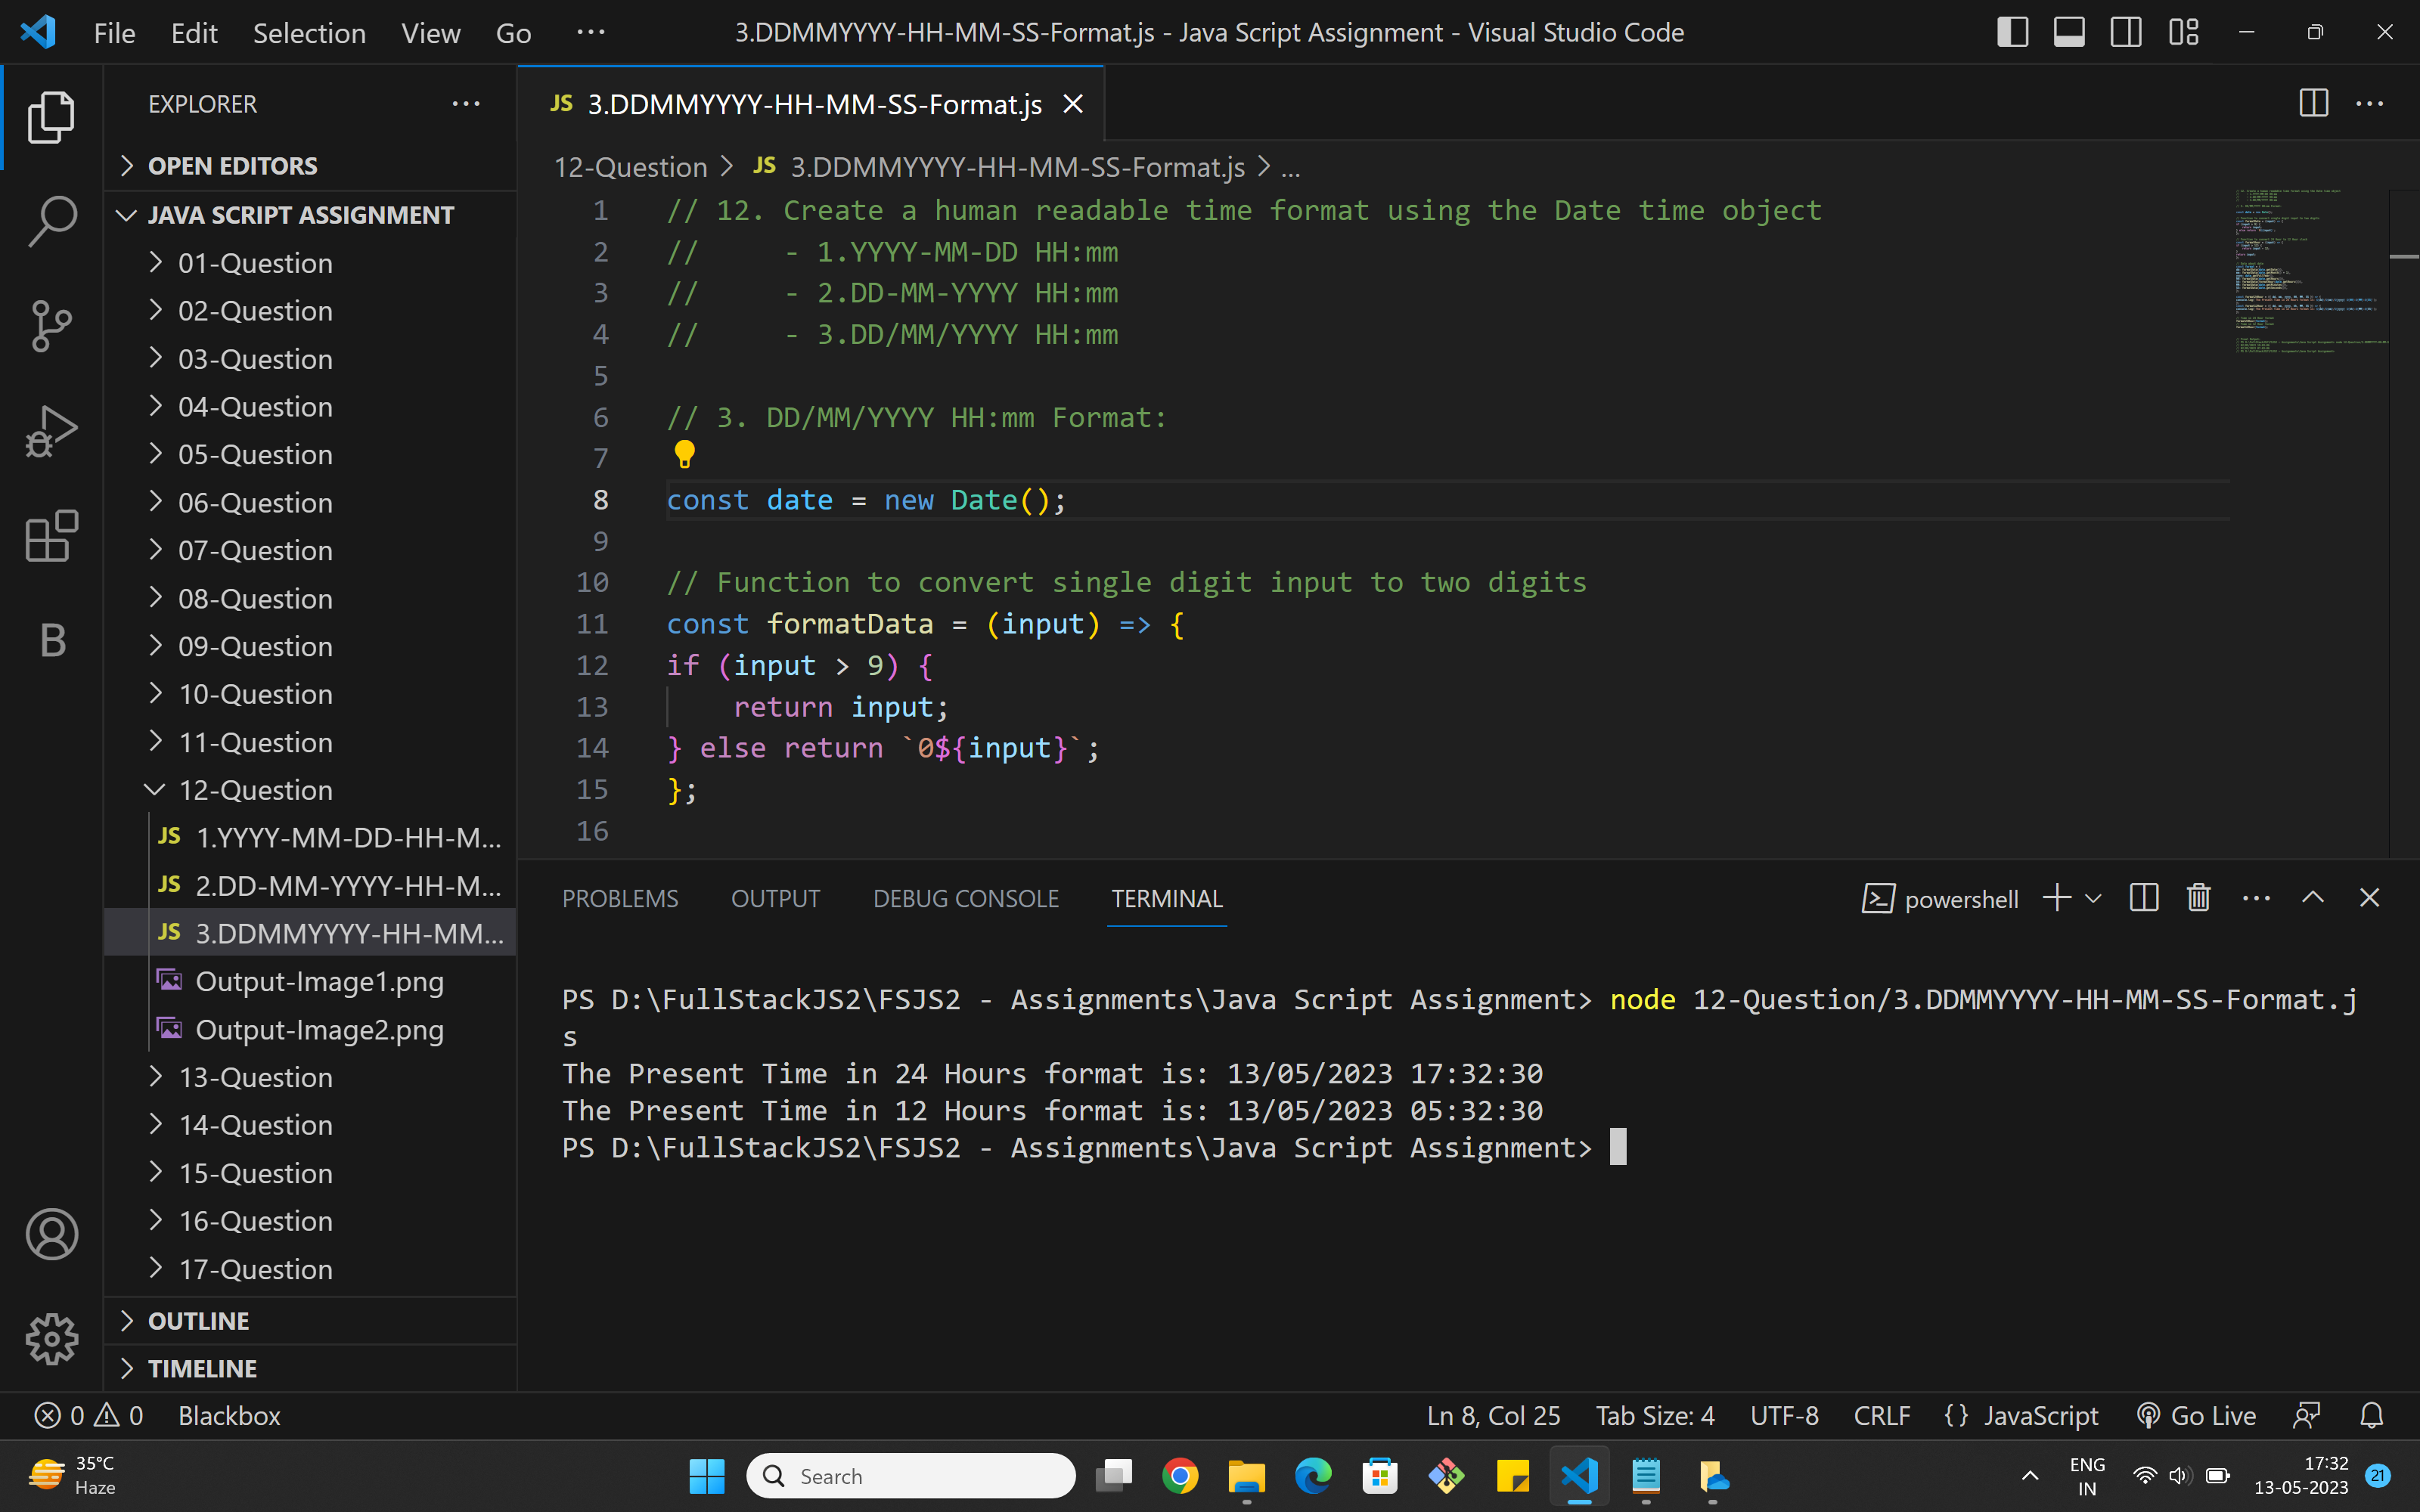 File Edit Selection View Go ...
3.DDMMYYYY-HH-MM-SS-Format.js - Java Script Assignment - Visual Studio Code
EXPLORER
OPEN EDITORS
JAVA SCRIPT ASSIGNMENT
01-Question
02-Question
03-Question
04-Question
05-Question
06-Question
07-Question
08-Question
09-Question
10-Question
11-Question
12-Question
JS 1.YYYY-MM-DD-HH-M...
JS 2.DD-MM-YYYY-HH-M...
JS 3.DDMMYYYY-HH-MM...
Output-Image1.png
Output-Image2.png
13-Question
14-Question
15-Question
16-Question
17-Question
OUTLINE
TIMELINE
B
JS 3.DDMMYYYY-HH-MM-SS-Format.js
12-Question > JS 3.DDMMYYYY-HH-MM-SS-Format.js > ...
1 // 12. Create a human readable time format using the Date time object
2 //     - 1.YYYY-MM-DD HH:mm
3 //     - 2.DD-MM-YYYY HH:mm
4 //     - 3.DD/MM/YYYY HH:mm
5
6 // 3. DD/MM/YYYY HH:mm Format:
7
8 const date = new Date();
9
10 // Function to convert single digit input to two digits
11 const formatData = (input) => {
12 if (input > 9) {
13     return input;
14 } else return `0${input}`;
15 };
16
PROBLEMS OUTPUT DEBUG CONSOLE TERMINAL
powershell
PS D:\FullStackJS2\FSJS2 - Assignments\Java Script Assignment> node 12-Question/3.DDMMYYYY-HH-MM-SS-Format.j
s
The Present Time in 24 Hours format is: 13/05/2023 17:32:30
The Present Time in 12 Hours format is: 13/05/2023 05:32:30
PS D:\FullStackJS2\FSJS2 - Assignments\Java Script Assignment>
0 0 Blackbox
Ln 8, Col 25 Tab Size: 4 UTF-8 CRLF {} JavaScript Go Live
35°C
Haze
Search
ENG
IN
17:32
13-05-2023
21